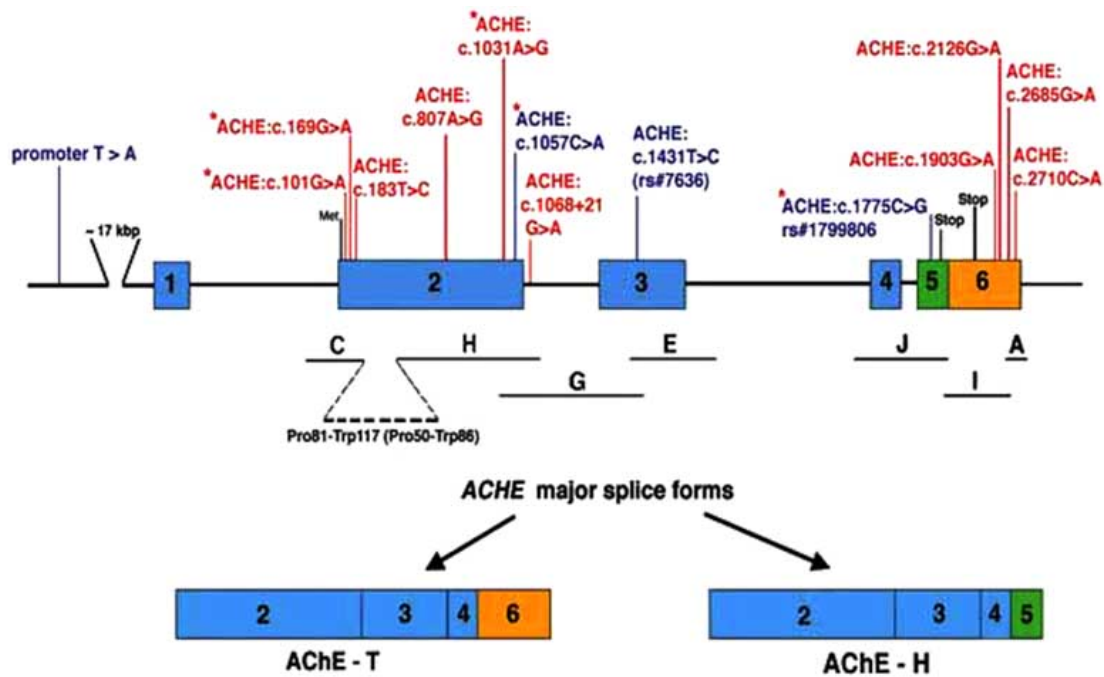 *ACHE:
c.1031A>G
ACHE:c.2126G>A
ACHE:
c.2685G>A
ACHE:
c.807A>G
*ACHE:
c.1057C>A
*ACHE:c.169G>A
ACHE:
c.1431T>C
(rs#7636)
promoter T > A
ACHE:c.1903G>A
ACHE:
c.2710C>A
*ACHE:c.101G>A
ACHE:
c.183T>C
ACHE:
c.1068+21
G>A
*ACHE:c.1775C>G
rs#1799806
Met
Stop
Stop
~ 17 kbp
1
2
3
4
5
6
C
H
E
J
A
G
I
Pro81-Trp117 (Pro50-Trp86)
ACHE major splice forms
2
3
4
6
2
3
4
5
AChE - T
AChE - H